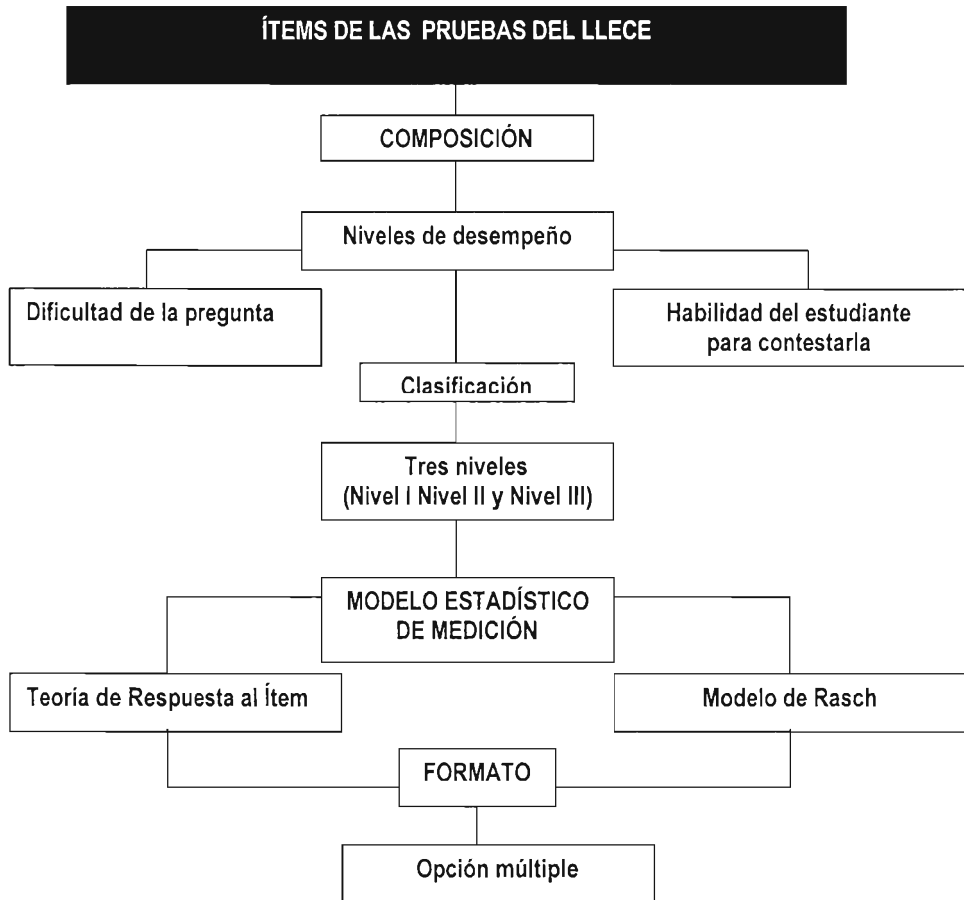 ÍTEMS DE LAS PRUEBAS DEL LLECE
COMPOSICIÓN
Niveles de desempeño
Dificultad de la pregunta
Habilidad del estudiante
para contestarla
Clasificación
Tres niveles
(Nivel I Nivel II y Nivel III)
MODELO ESTADÍSTICO
DE MEDICIÓN
Teoría de Respuesta al Ítem
Modelo de Rasch
FORMATO
Opción múltiple